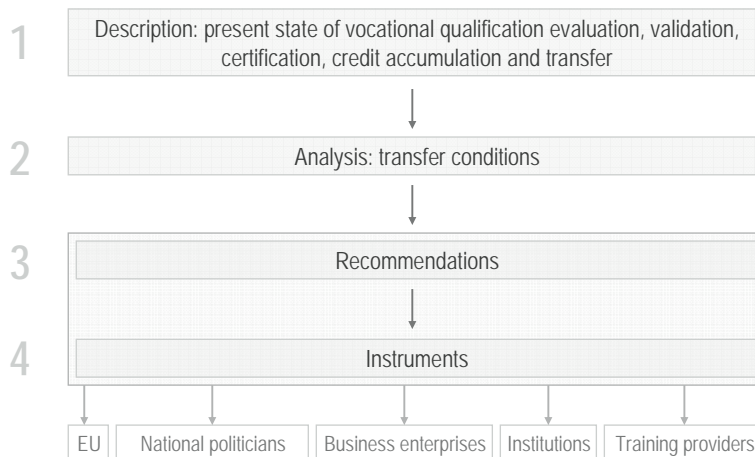 1
Description: present state of vocational qualification evaluation, validation,
certification, credit accumulation and transfer
2
Analysis: transfer conditions
3
Recommendations
4
Instruments
EU
National politicians
Business enterprises
Institutions
Training providers